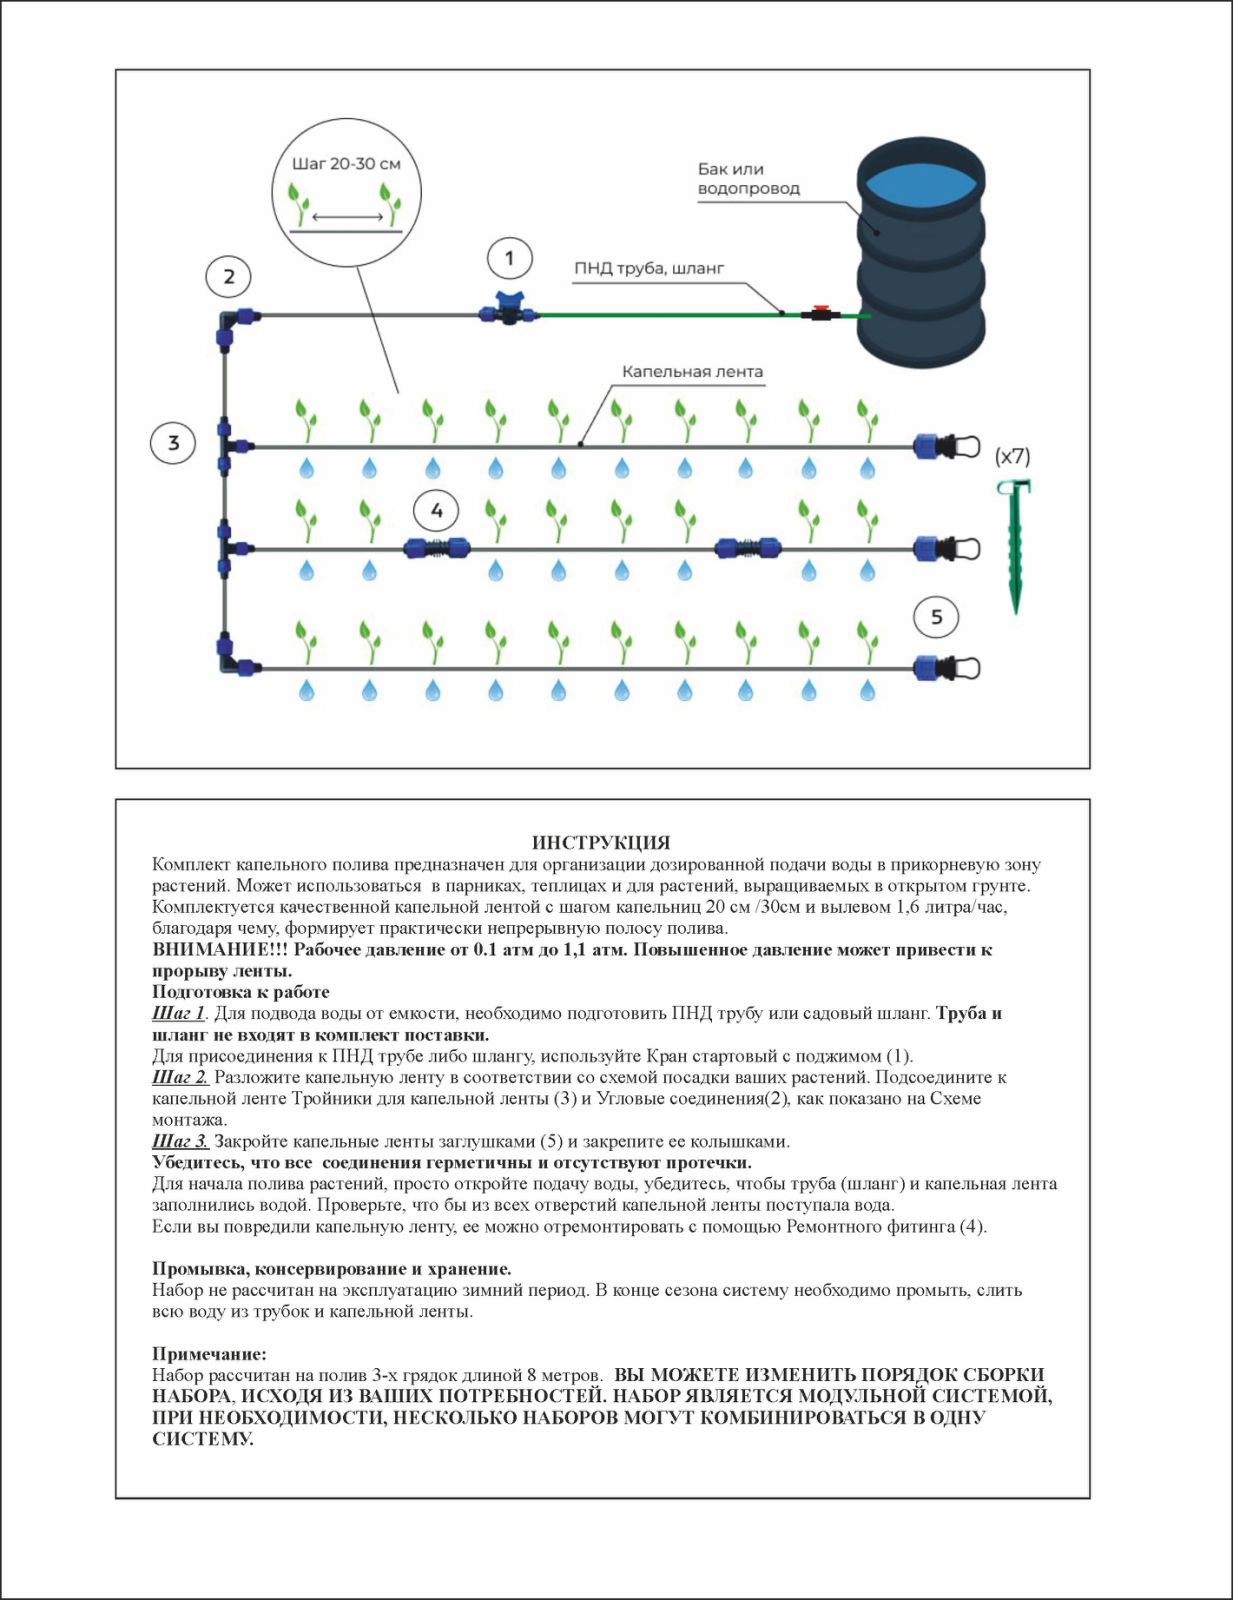 Шаг 20-30 см
Бак или
водопровод
1
ПНД труба, шланг
2
Капельная лента
3
(x7)
4
5
ИНСТРУКЦИЯ
Комплект капельного полива предназначен для организации дозированной подачи воды в прикорневую зону
растений. Может использоваться в парниках, теплицах и для растений, выращиваемых в открытом грунте.
Комплектуется качественной капельной лентой с шагом капельниц 20 см /30см и вылевом 1,6 литра/час,
благодаря чему, формирует практически непрерывную полосу полива.
ВНИМАНИЕ!!! Рабочее давление от 0.1 атм до 1,1 атм. Повышенное давление может привести к
прорыву ленты.
Подготовка к работе
Шаг 1. Для подвода воды от емкости, необходимо подготовить ПНД трубу или садовый шланг. Труба и
шланг не входят в комплект поставки.
Для присоединения к ПНД трубе либо шлангу, используйте Кран стартовый с поджимом (1).
Шаг 2. Разложите капельную ленту в соответствии со схемой посадки ваших растений. Подсоедините к
капельной ленте Тройники для капельной ленты (3) и Угловые соединения(2), как показано на Схеме
монтажа.
Шаг 3. Закройте капельные ленты заглушками (5) и закрепите ее колышками.
Убедитесь, что все соединения герметичны и отсутствуют протечки.
Для начала полива растений, просто откройте подачу воды, убедитесь, чтобы труба (шланг) и капельная лента
заполнились водой. Проверьте, что бы из всех отверстий капельной ленты поступала вода.
Если вы повредили капельную ленту, ее можно отремонтировать с помощью Ремонтного фитинга (4).
Промывка, консервирование и хранение.
Набор не рассчитан на эксплуатацию зимний период. В конце сезона систему необходимо промыть, слить
всю воду из трубок и капельной ленты.
Примечание:
Набор рассчитан на полив 3-х грядок длиной 8 метров. ВЫ МОЖЕТЕ ИЗМЕНИТЬ ПОРЯДОК СБОРКИ
НАБОРА, ИСХОДЯ ИЗ ВАШИХ ПОТРЕБНОСТЕЙ. НАБОР ЯВЛЯЕТСЯ МОДУЛЬНОЙ СИСТЕМОЙ,
ПРИ НЕОБХОДИМОСТИ, НЕСКОЛЬКО НАБОРОВ МОГУТ КОМБИНИРОВАТЬСЯ В ОДНУ
СИСТЕМУ.